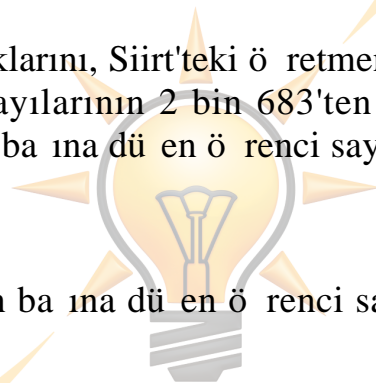 klarını, Siirt'teki ö retmen
ayılarının 2 bin 683'ten
ba ına dü en ö renci say
n ba ına dü en ö renci sa